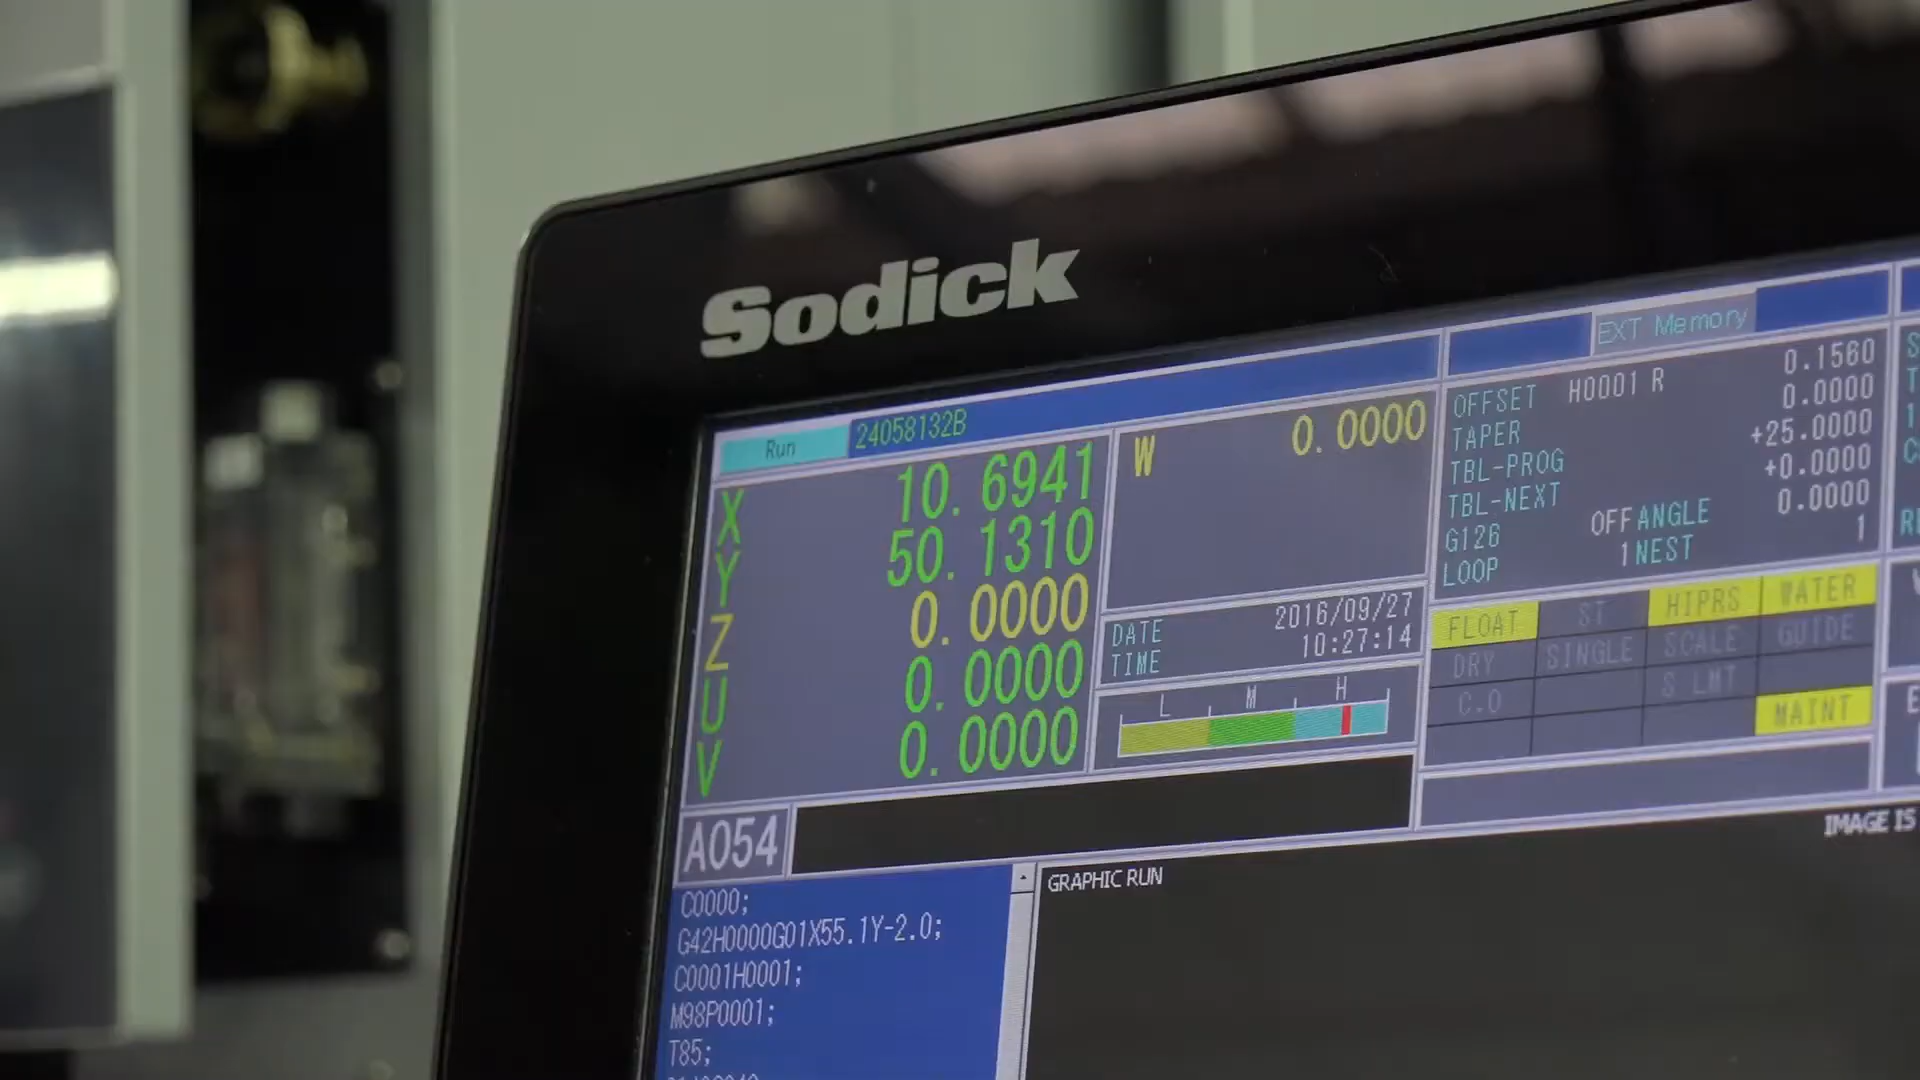 Sodick
Run 24058132B
X 10.6941
Y 50.1310
Z 0.0000
U 0.0000
V 0.0000
W 0.0000
DATE 2016/09/27
TIME 10:27:14
L M H
EXT Memory
OFFSET H0001 R 0.1560
TAPER 0.0000
TBL-PROG +25.0000
TBL-NEXT +0.0000
G126 OFF ANGLE 0.0000
LOOP 1 NEST 1
FLOAT ST HIPRS WATER
DRY SINGLE SCALE GUIDE
C.O S LMT
MAINT
A054
IMAGE IS
GRAPHIC RUN
C0000;
G42H0000G01X55.1Y-2.0;
C0001H0001;
M98P0001;
T85;